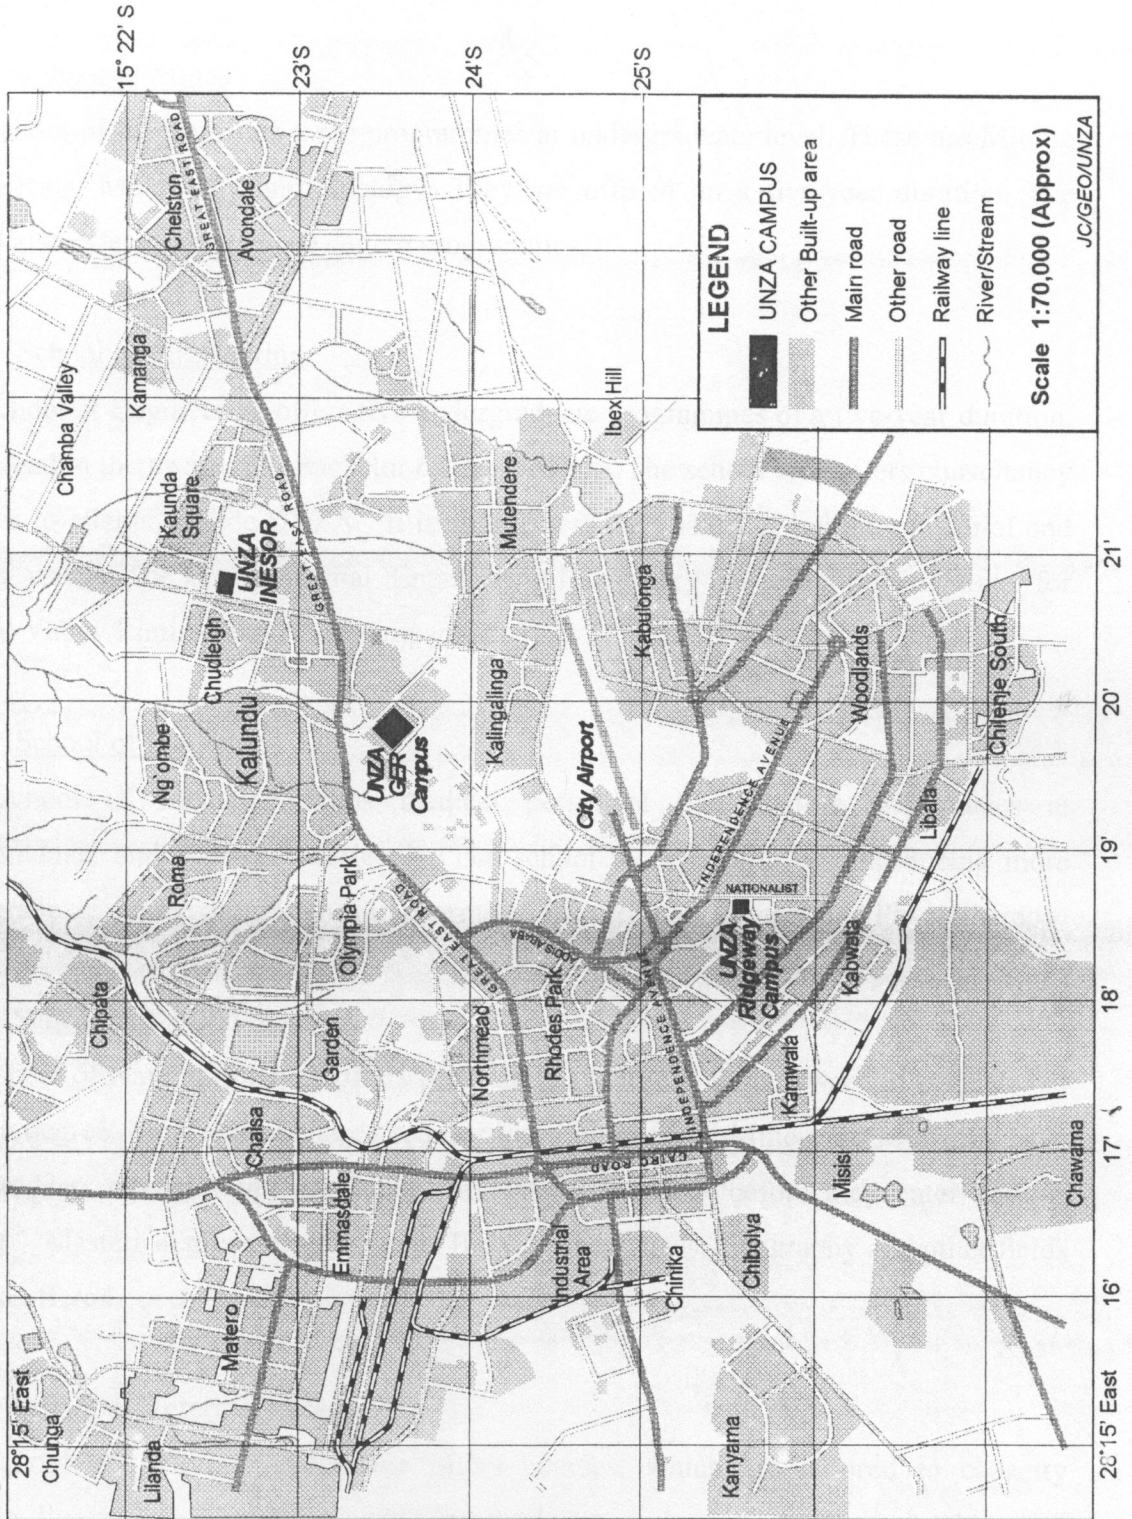 28°15' East
16'
17'
18'
19'
20'
21'
15° 22' S
23'S
24'S
25'S
Chunga
Lilanda
Matero
Emmasdale
Chaisa
Chipata
Garden
Roma
Ng'ombe
Olympia Park
Kalundu
Chudleigh
UNZA
INESOR
Kaunda
Square
Chamba Valley
Kamanga
Chelston
Avondale
GREAT EAST ROAD
GREAT EAST ROAD
GREAT EAST ROAD
GREAT EAST ROAD
UNZA
GER
Campus
Northmead
Rhodes Park
Kalingalinga
Mutendere
Ibex Hill
City Airport
Kabulonga
Industrial
Area
CAIRO ROAD
INDEPENDENCE AVENUE
INDEPENDENCE AVENUE
NATIONALIST
UNZA
Ridgeway
Campus
Woodlands
Chinika
Chibolya
Kanyama
Misisi
Kamwala
Kabwata
Libala
Chilenje South
Chawama
28°15' East
LEGEND
UNZA CAMPUS
Other Built-up area
Main road
Other road
Railway line
River/Stream
Scale 1:70,000 (Approx)
JC/GEO/UNZA